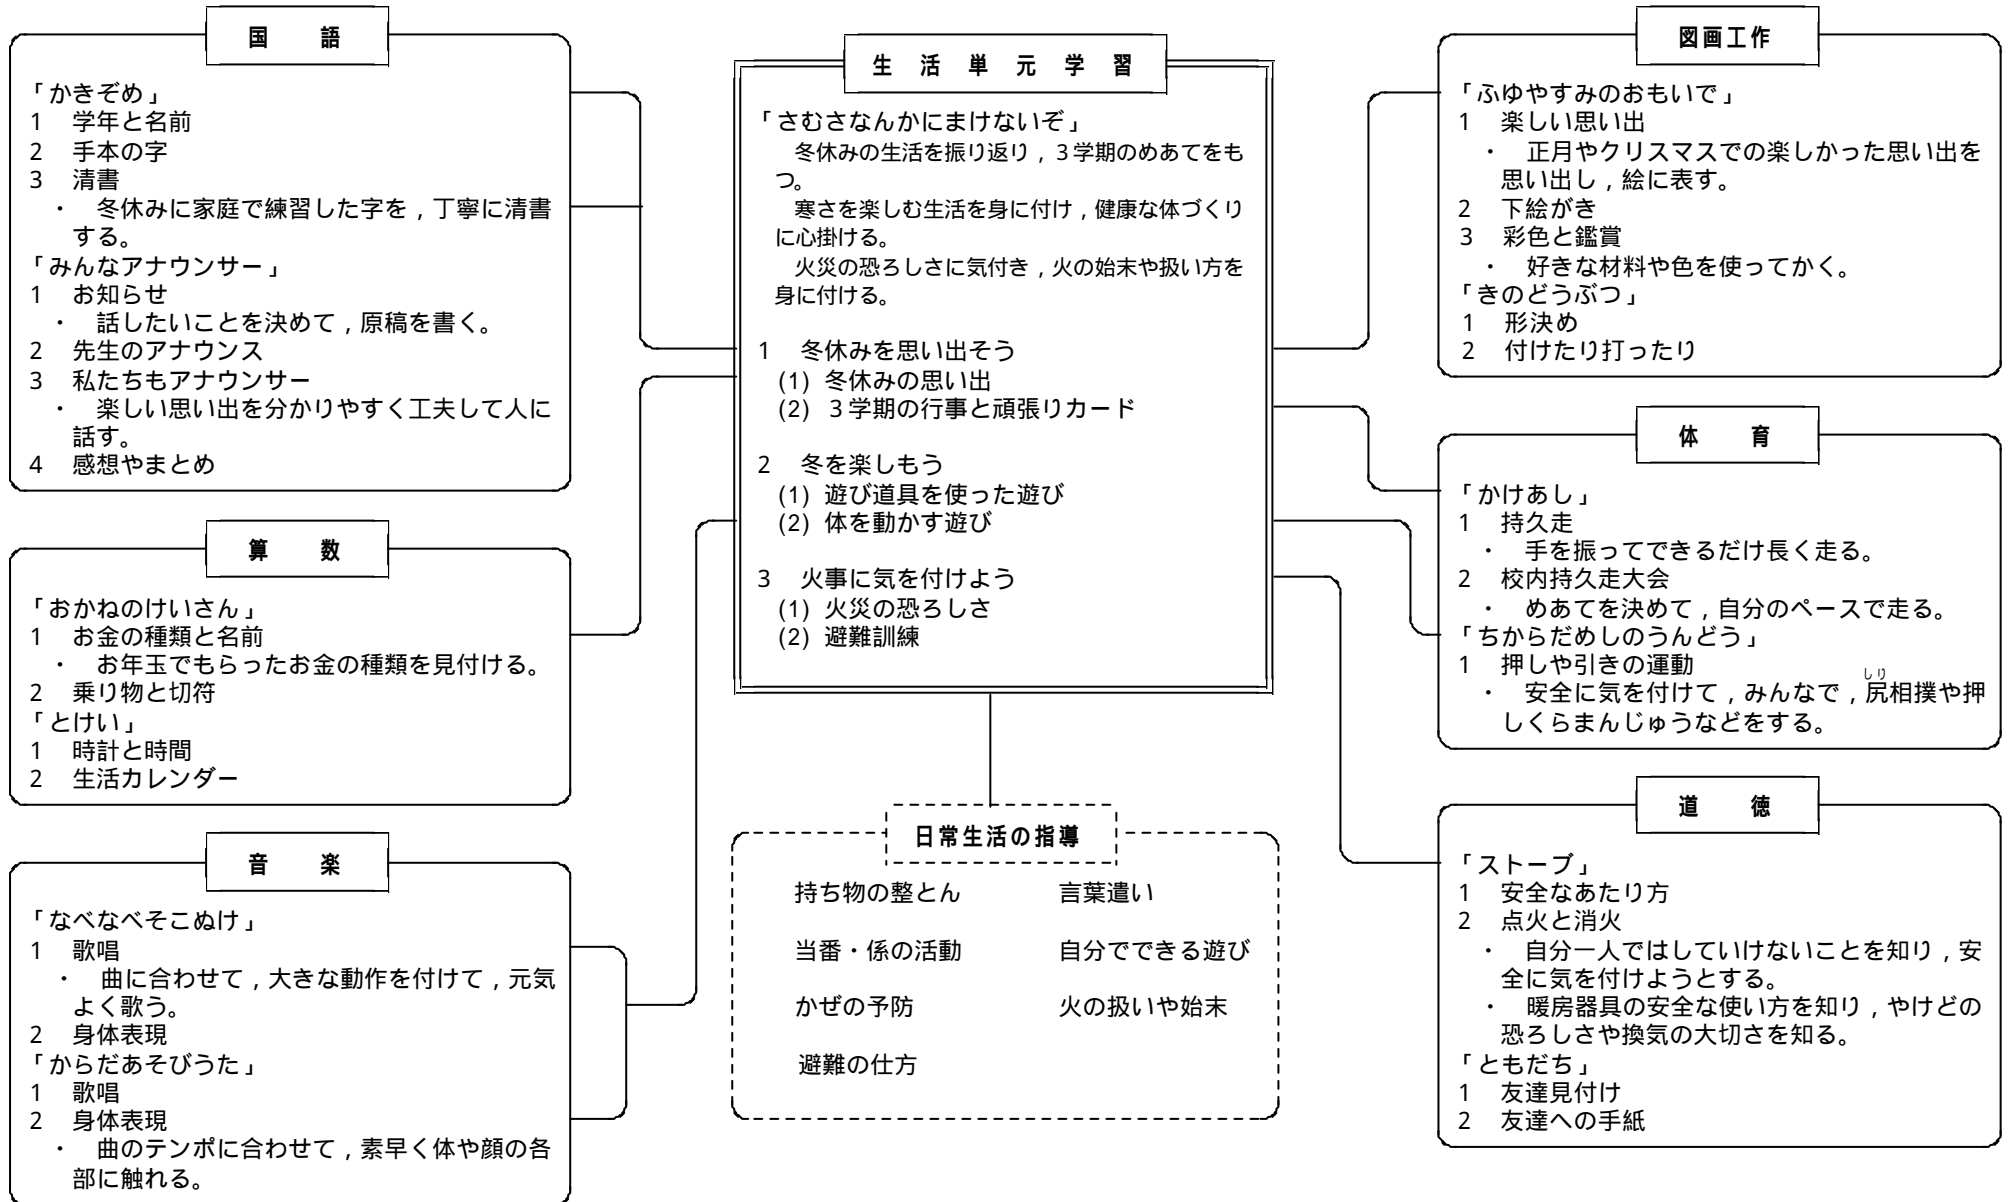 国語
「かきぞめ」
1 学年と名前
2 手本の字
3 清書
・ 冬休みに家庭で練習した字を，丁寧に清書
する。
「みんなアナウンサー」
1 お知らせ
・ 話したいことを決めて，原稿を書く。
2 先生のアナウンス
3 私たちもアナウンサー
・ 楽しい思い出を分かりやすく工夫して人に
話す。
4 感想やまとめ
算数
「おかねのけいさん」
1 お金の種類と名前
・ お年玉でもらったお金の種類を見付ける。
2 乗り物と切符
「とけい」
1 時計と時間
2 生活カレンダー
音楽
「なべなべそこぬけ」
1 歌唱
・ 曲に合わせて，大きな動作を付けて，元気
よく歌う。
2 身体表現
「からだあそびうた」
1 歌唱
2 身体表現
・ 曲のテンポに合わせて，素早く体や顔の各
部に触れる。
生活単元学習
「さむさなんかにまけないぞ」
冬休みの生活を振り返り，３学期のめあてをも
つ。
寒さを楽しむ生活を身に付け，健康な体づくり
に心掛ける。
火災の恐ろしさに気付き，火の始末や扱い方を
身に付ける。
1 冬休みを思い出そう
(1) 冬休みの思い出
(2) ３学期の行事と頑張りカード
2 冬を楽しもう
(1) 遊び道具を使った遊び
(2) 体を動かす遊び
3 火事に気を付けよう
(1) 火災の恐ろしさ
(2) 避難訓練
日常生活の指導
持ち物の整とん 言葉遣い
当番・係の活動 自分でできる遊び
かぜの予防 火の扱いや始末
避難の仕方
図画工作
「ふゆやすみのおもいで」
1 楽しい思い出
・ 正月やクリスマスでの楽しかった思い出を
思い出し，絵に表す。
2 下絵がき
3 彩色と鑑賞
・ 好きな材料や色を使ってかく。
「きのどうぶつ」
1 形決め
2 付けたり打ったり
体育
「かけあし」
1 持久走
・ 手を振ってできるだけ長く走る。
2 校内持久走大会
・ めあてを決めて，自分のペースで走る。
「ちからだめしのうんどう」
1 押しや引きの運動
しり
・ 安全に気を付けて，みんなで，尻相撲や押
しくらまんじゅうなどをする。
道徳
「ストーブ」
1 安全なあたり方
2 点火と消火
・ 自分一人ではしていけないことを知り，安
全に気を付けようとする。
・ 暖房器具の安全な使い方を知り，やけどの
恐ろしさや換気の大切さを知る。
「ともだち」
1 友達見付け
2 友達への手紙